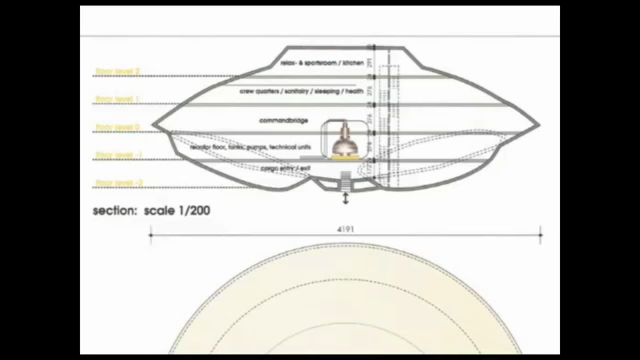 relax- & sportsroom / kitchen
floor level 2
crew quarters / sanitairy / sleeping / health
floor level 1
commandbridge
floor level 0
reactor floor, tanks, pumps, technical units
floor level -1
cargo entry / exit
floor level -2
section: scale 1/200
4191